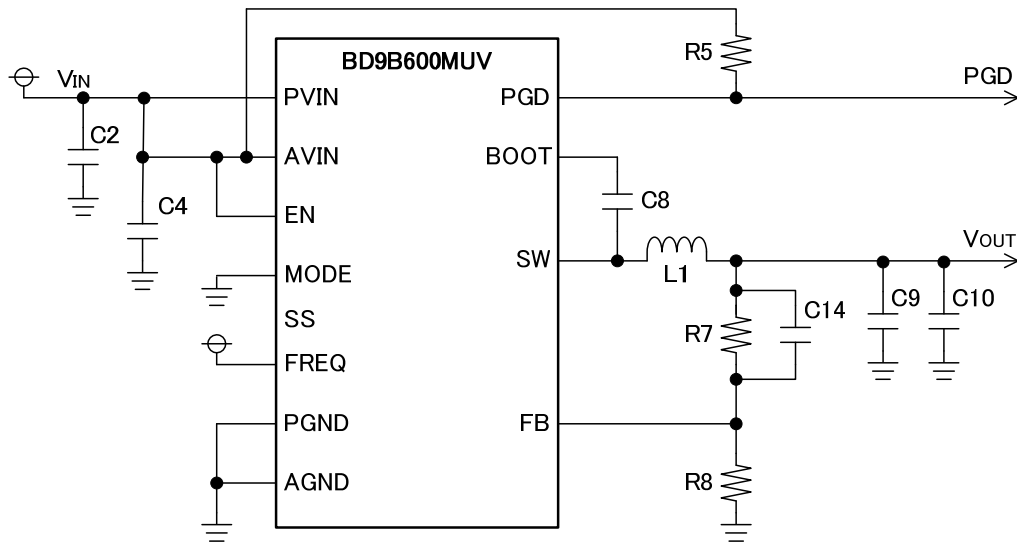 BD9B600MUV
R5
VIN
PGD
PVIN
PGD
C2
AVIN
BOOT
C4
C8
EN
VOUT
MODE
SW
L1
C9
C10
SS
R7
C14
FREQ
PGND
FB
AGND
R8